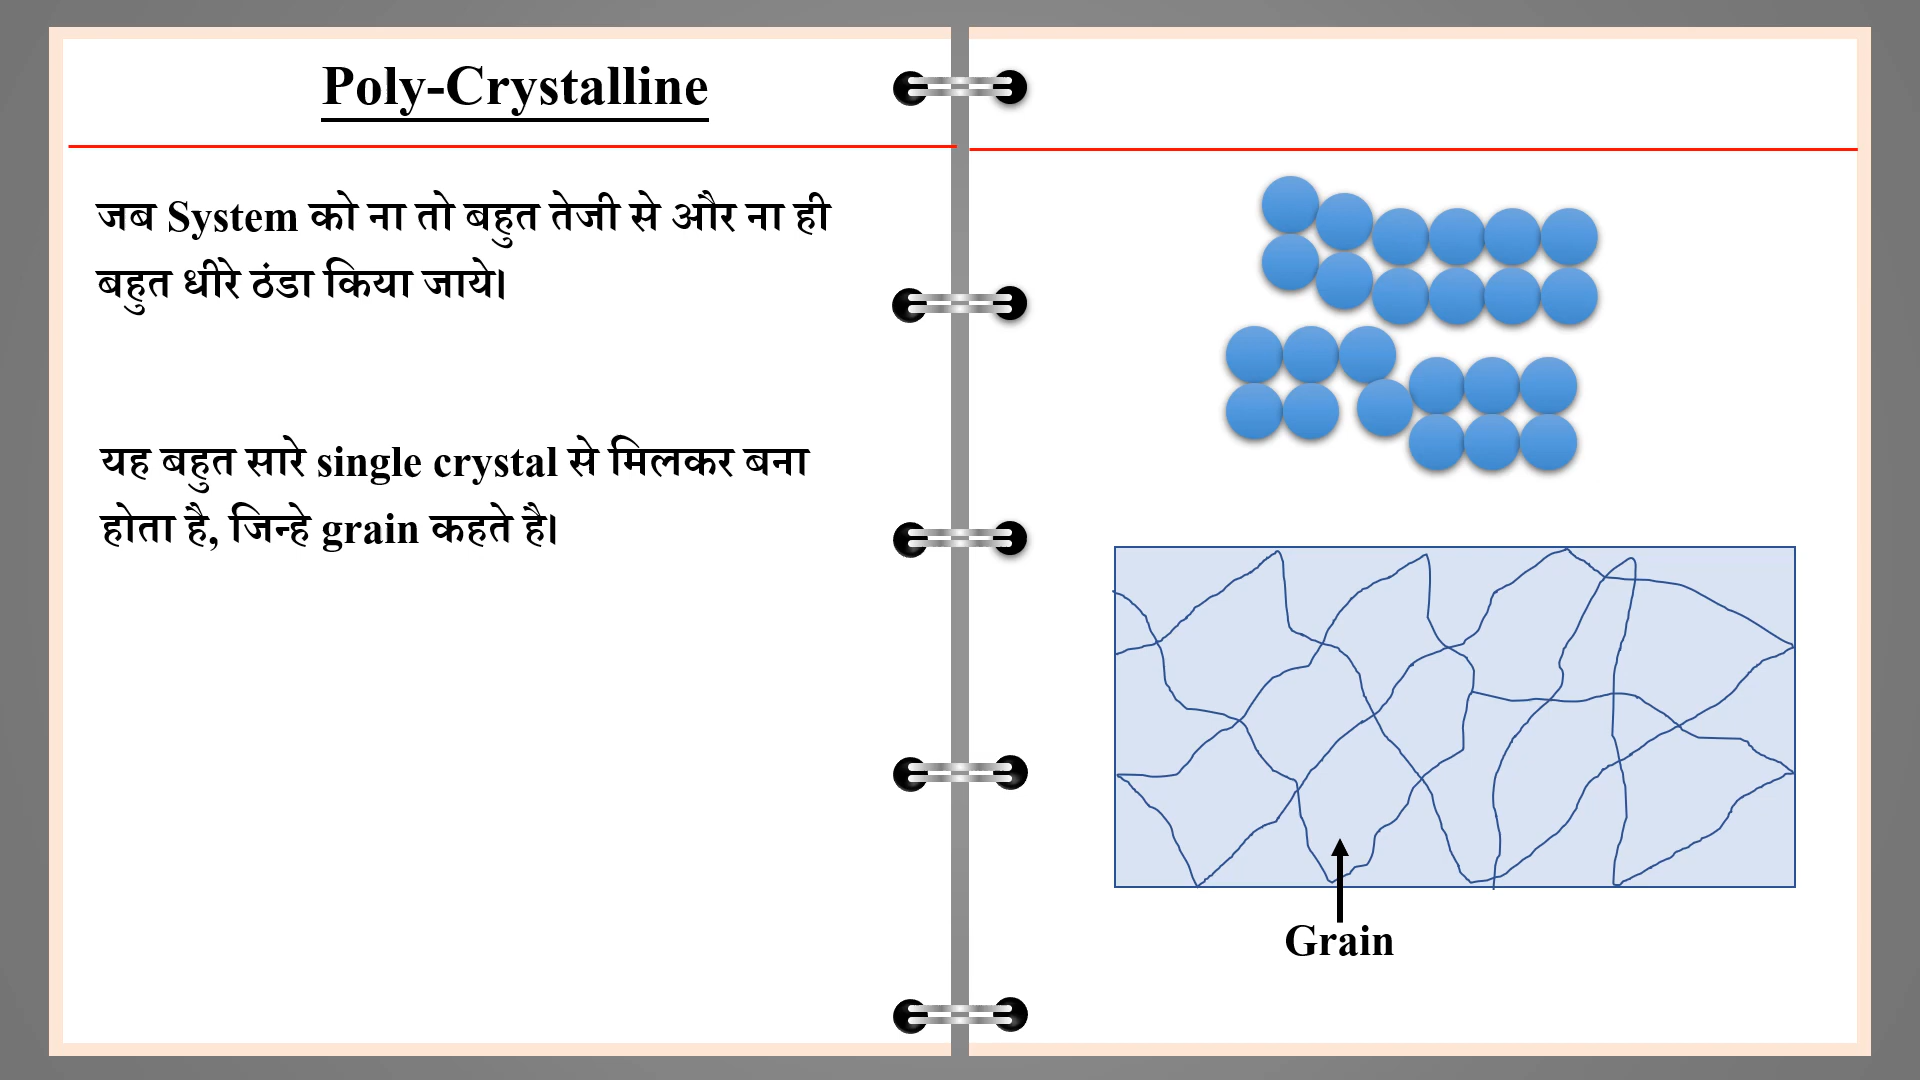 Poly-Crystalline
जब System को ना तो बहुत तेजी से और ना ही
बहुत धीरे ठंडा किया जाये।
यह बहुत सारे single crystal से मिलकर बना
होता है, जिन्हे grain कहते है।
Grain